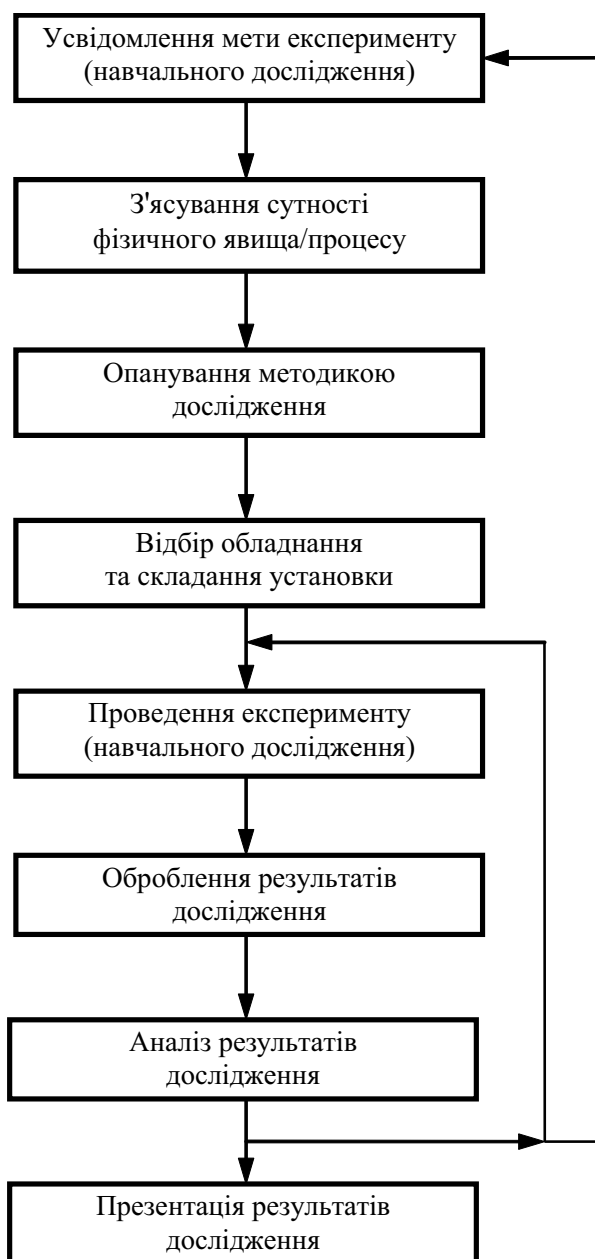 Усвідомлення мети експерименту
(навчального дослідження)
З'ясування сутності
фізичного явища/процесу
Опанування методикою
дослідження
Відбір обладнання
та складання установки
Проведення експерименту
(навчального дослідження)
Оброблення результатів
дослідження
Аналіз результатів
дослідження
Презентація результатів
дослідження